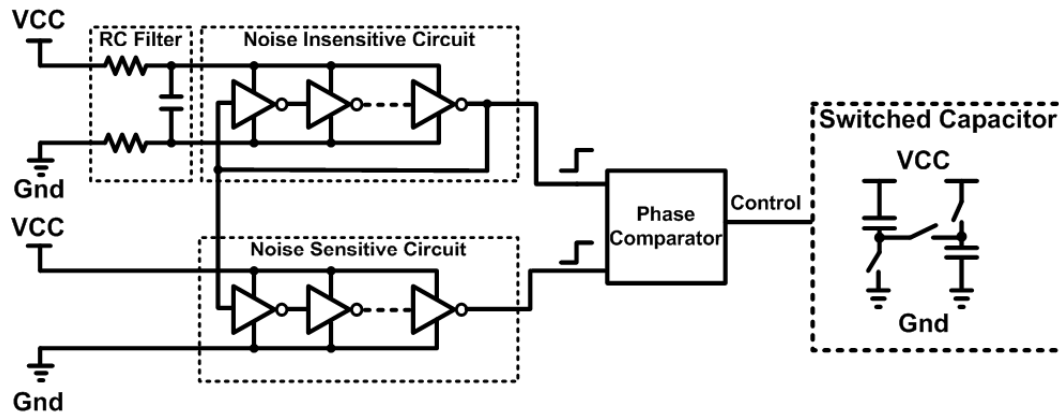 VCC
RC Filter
Noise Insensitive Circuit
Gnd
VCC
Noise Sensitive Circuit
Gnd
Phase
Comparator
Control
Switched Capacitor
VCC
Gnd